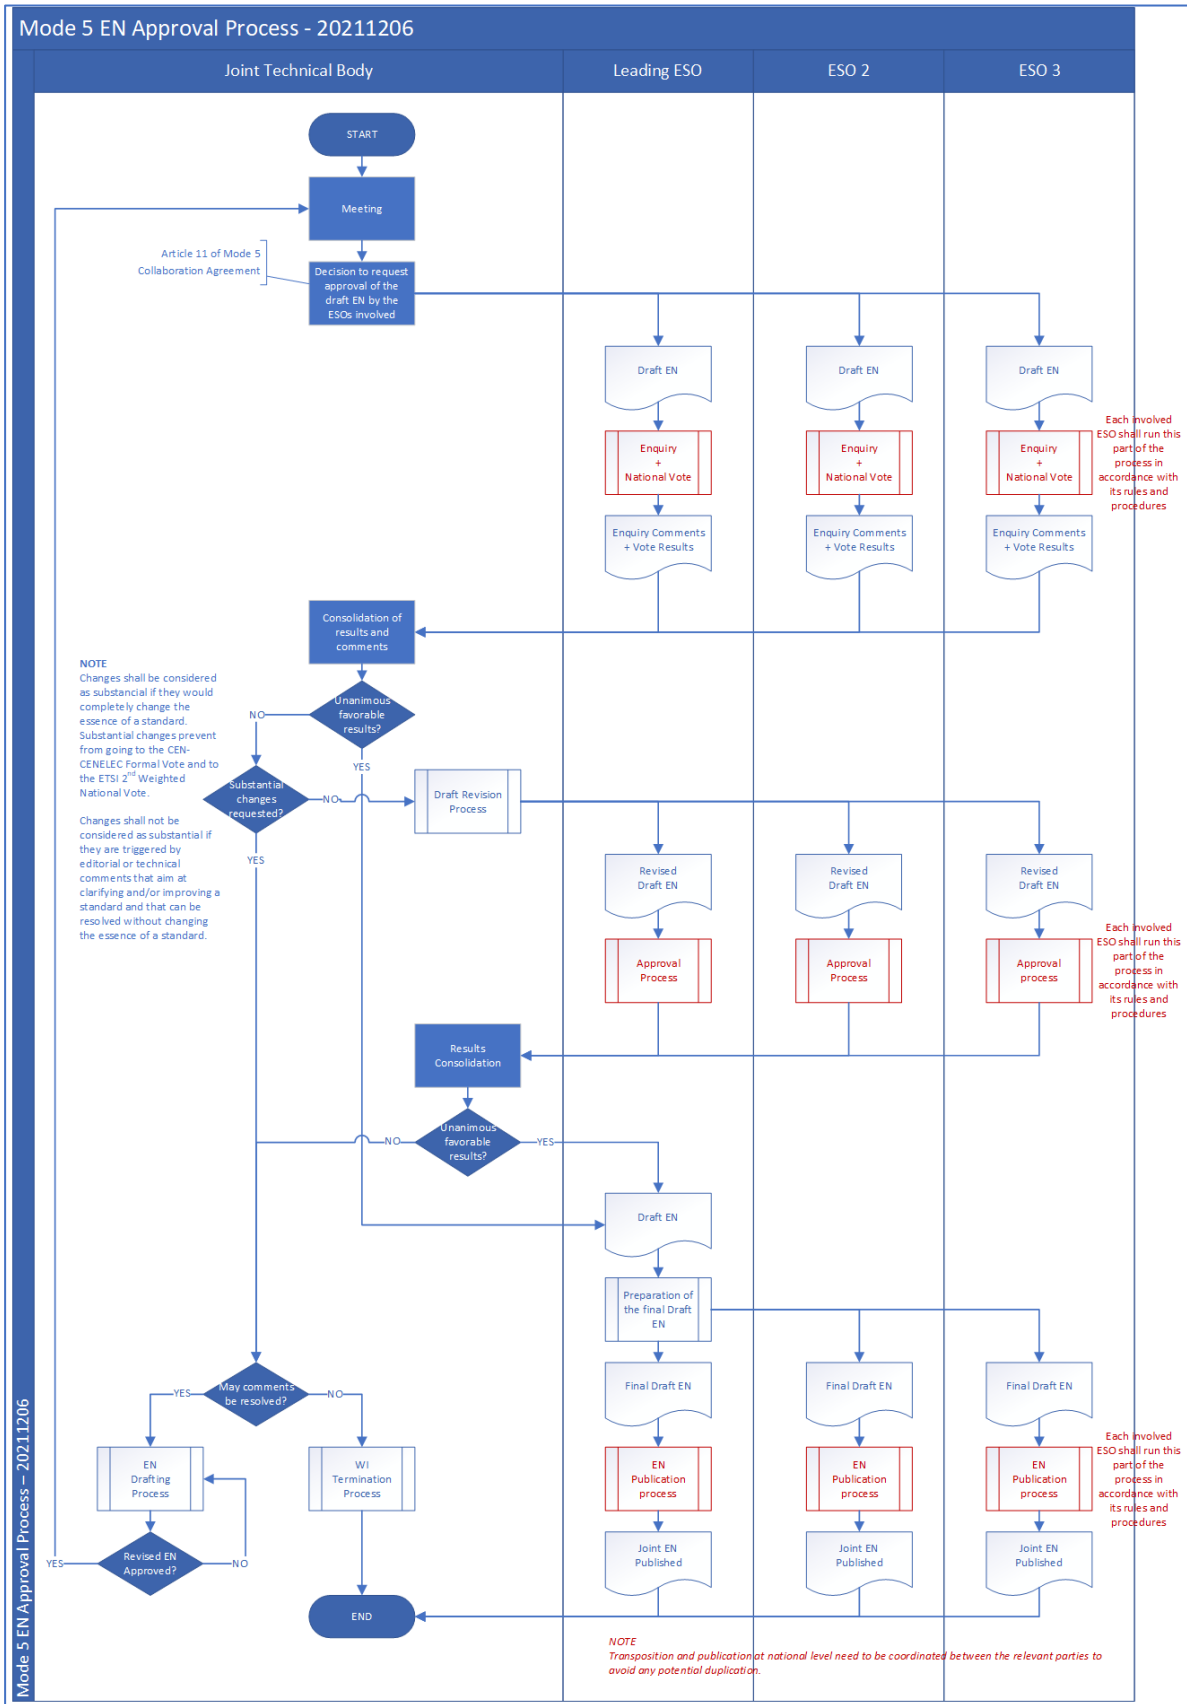 Mode 5 EN Approval Process - 20211206
Joint Technical Body
Leading ESO
ESO 2
ESO 3
START
Meeting
Article 11 of Mode 5
Collaboration Agreement
Decision to request
approval of the
draft EN by the
ESOs involved
Draft EN
Draft EN
Draft EN
Enquiry
+
National Vote
Enquiry
+
National Vote
Enquiry
+
National Vote
Each involved
ESO shall run this
part of the
process in
accordance with
its rules and
procedures
Enquiry Comments
+ Vote Results
Enquiry Comments
+ Vote Results
Enquiry Comments
+ Vote Results
Consolidation of
results and
comments
NOTE
Changes shall be considered
as substancial if they would
completely change the
essence of a standard.
Substantial changes prevent
from going to the CEN-
CENELEC Formal Vote and to
the ETSI 2nd Weighted
National Vote.
Changes shall not be
considered as substantial if
they are triggered by
editorial or technical
comments that aim at
clarifying and/or improving a
standard and that can be
resolved without changing
the essence of a standard.
Unanimous
favorable
results?
NO
YES
Substantial
changes
requested?
NO
YES
Draft Revision
Process
Revised
Draft EN
Revised
Draft EN
Revised
Draft EN
Approval
Process
Approval
Process
Approval
process
Each involved
ESO shall run this
part of the
process in
accordance with
its rules and
procedures
Results
Consolidation
Unanimous
favorable
results?
NO
YES
Draft EN
Preparation of
the final Draft
EN
Final Draft EN
Final Draft EN
Final Draft EN
May comments
be resolved?
YES
NO
EN
Drafting
Process
WI
Termination
Process
EN
Publication
process
EN
Publication
process
EN
Publication
process
Each involved
ESO shall run this
part of the
process in
accordance with
its rules and
procedures
Revised EN
Approved?
YES
NO
Joint EN
Published
Joint EN
Published
Joint EN
Published
END
NOTE
Transposition and publication at national level need to be coordinated between the relevant parties to
avoid any potential duplication.
Mode 5 EN Approval Process – 20211206